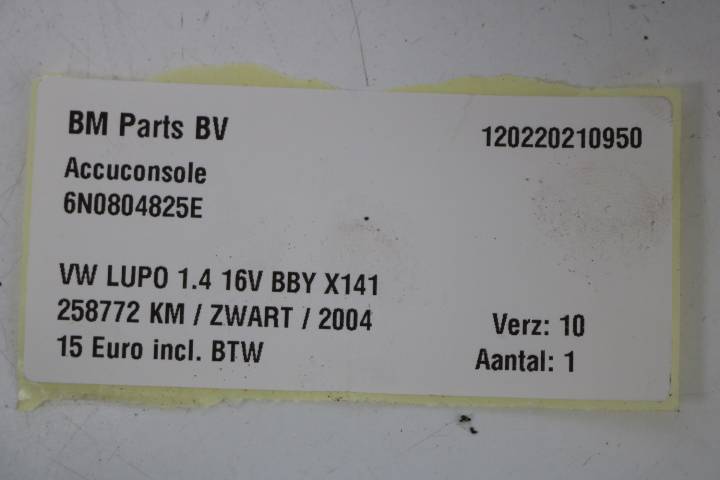 BM Parts BV
120220210950
Accuconsole
6N0804825E
VW LUPO 1.4 16V BBY X141
258772 KM / ZWART / 2004
Verz: 10
15 Euro incl. BTW
Aantal: 1